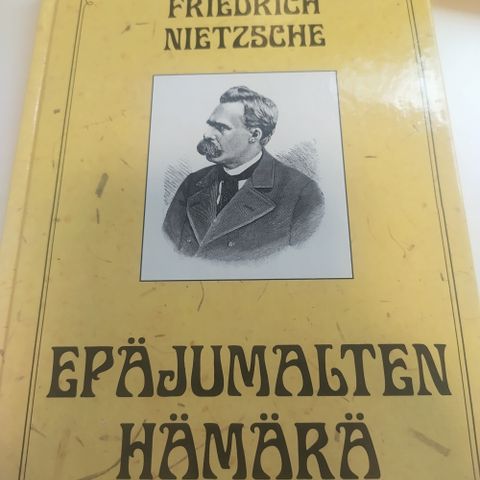 FRIEDRICH
NIETZSCHE
EPÄJUMALTEN
HÄMÄRÄ